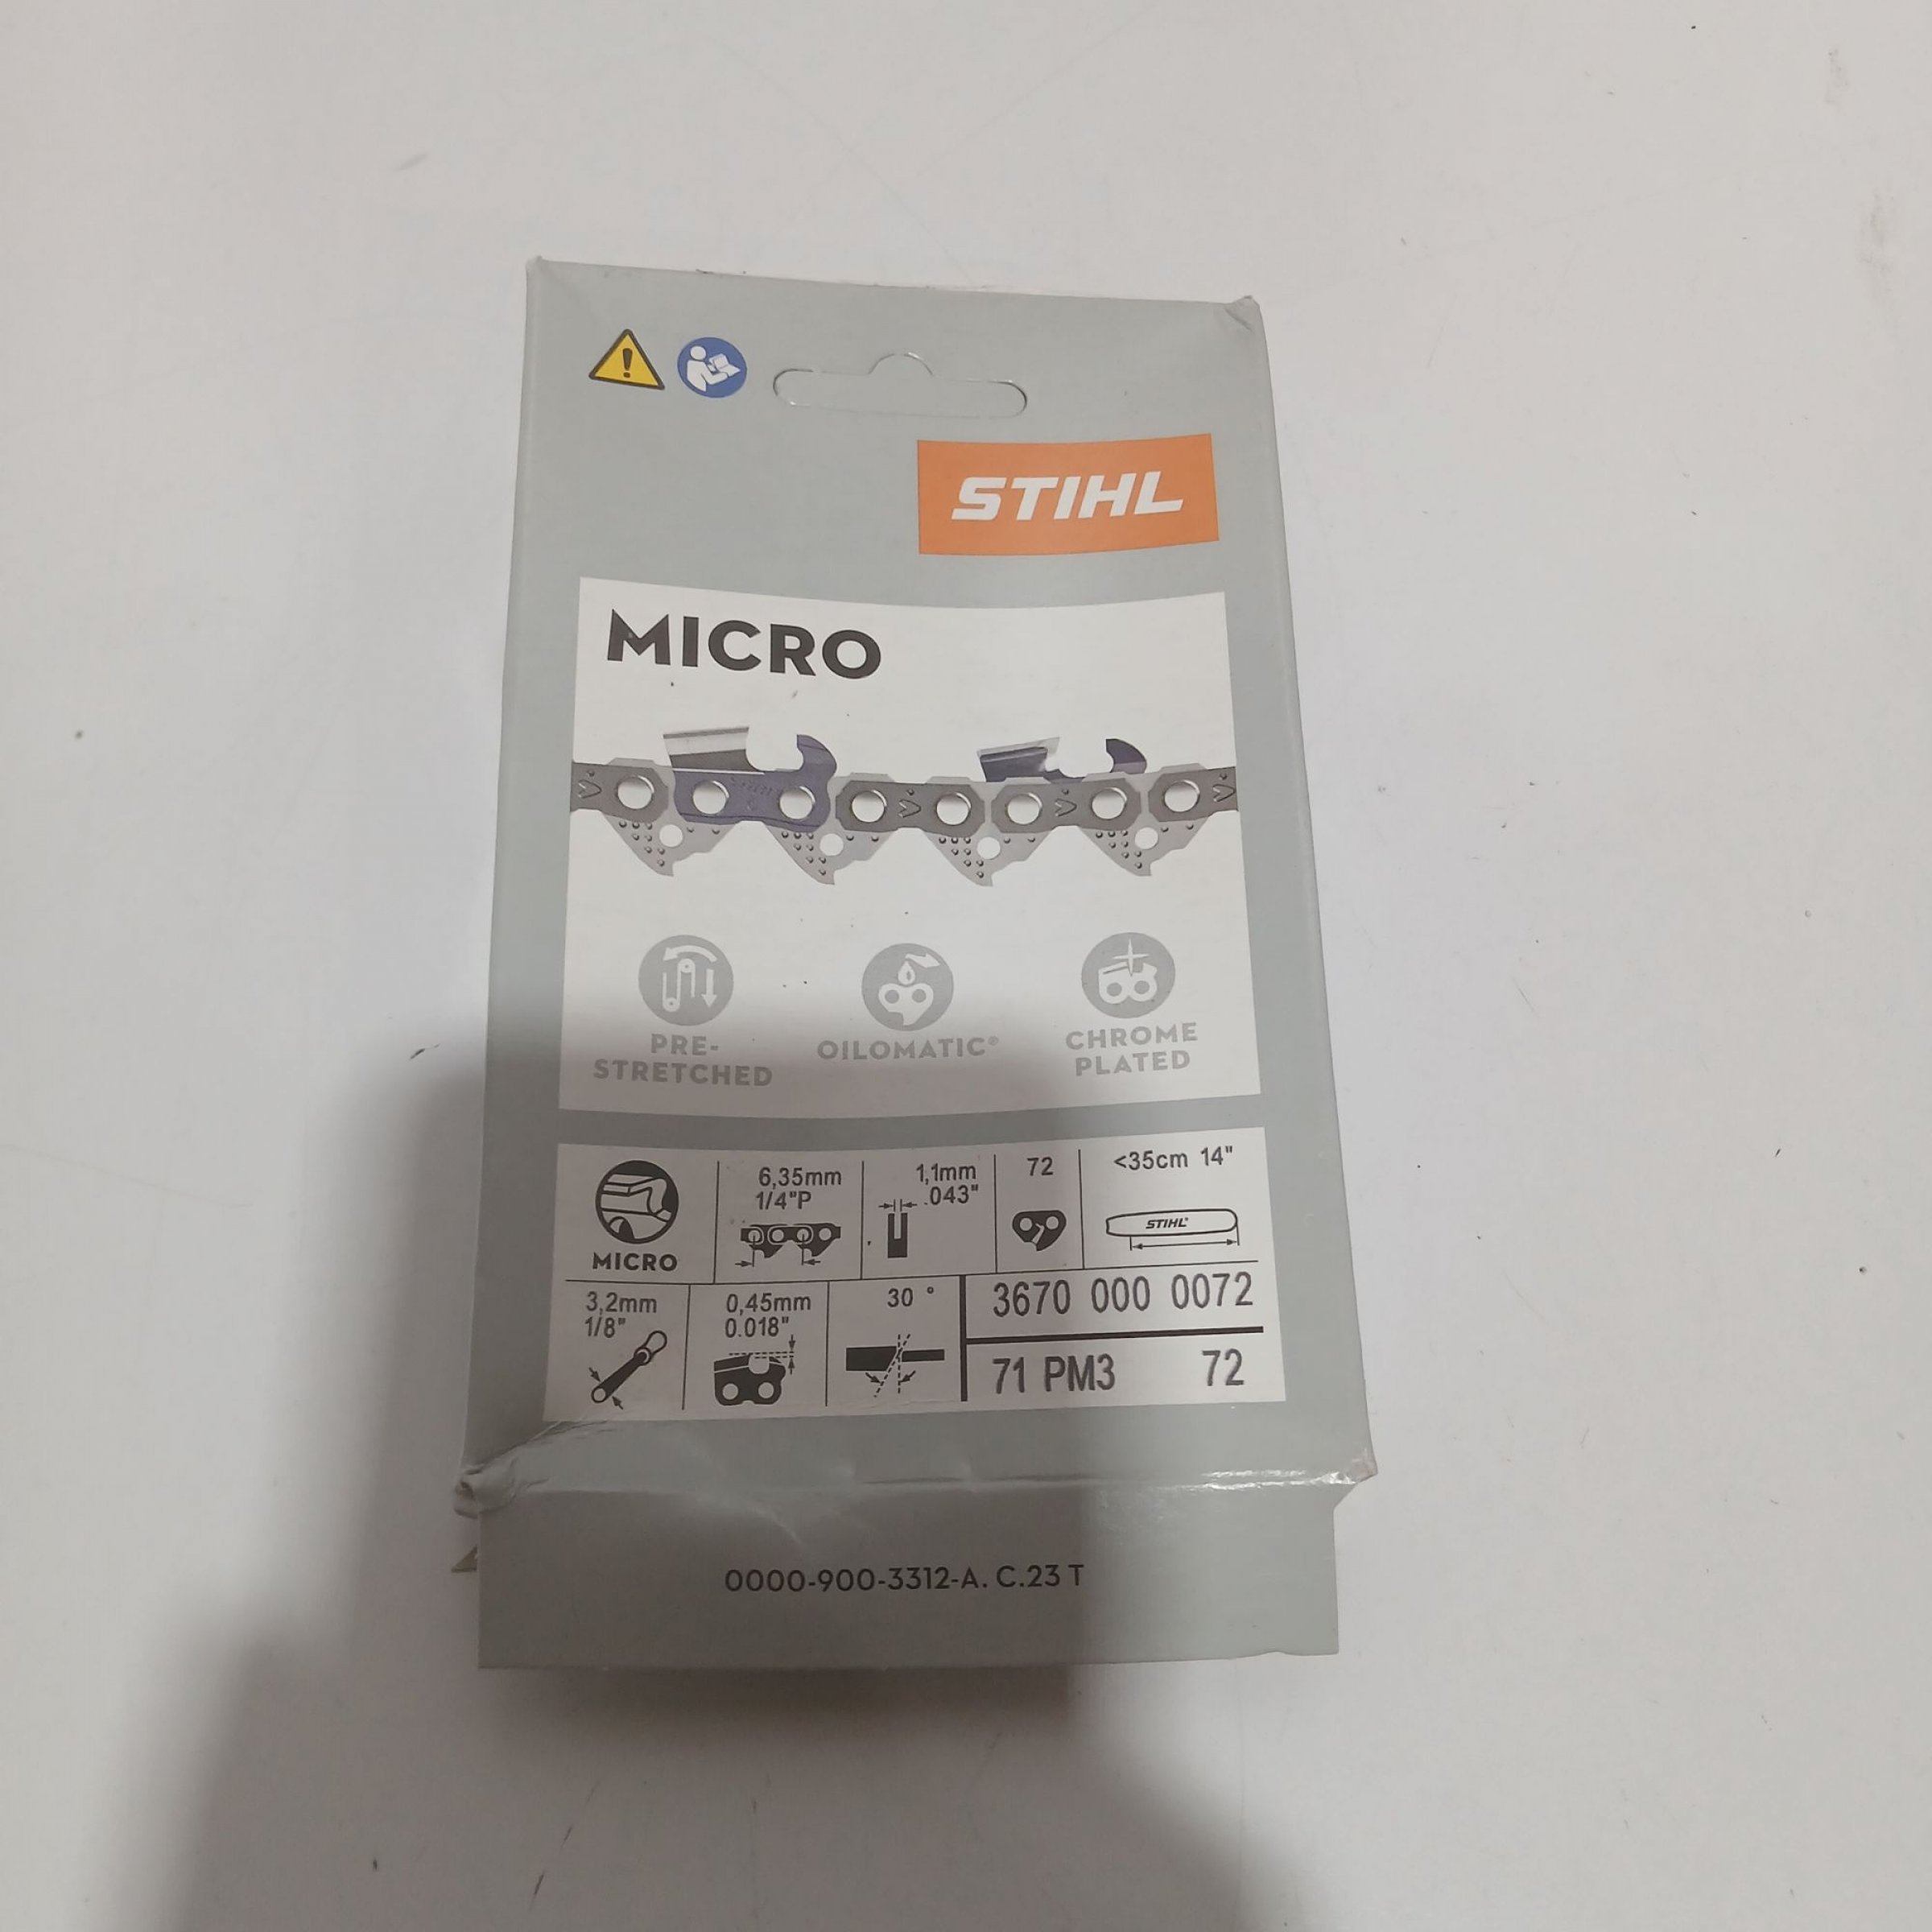 STIHL
MICRO
PRE-
STRETCHED
OILOMATIC®
CHROME
PLATED
MICRO
6,35mm
1/4"P
1,1mm
.043"
72
<35cm 14"
STIHL®
3,2mm
1/8"
0,45mm
0.018"
30 °
3670 000 0072
71 PM3 72
0000-900-3312-A. C.23 T